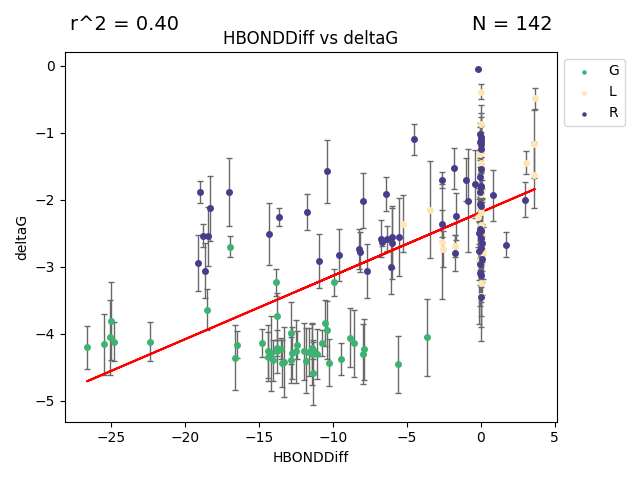 r^2 = 0.40
N = 142
HBONDDiff vs deltaG
G
L
R
deltaG
0
−1
−2
−3
−4
−5
−25
−20
−15
−10
−5
0
5
HBONDDiff